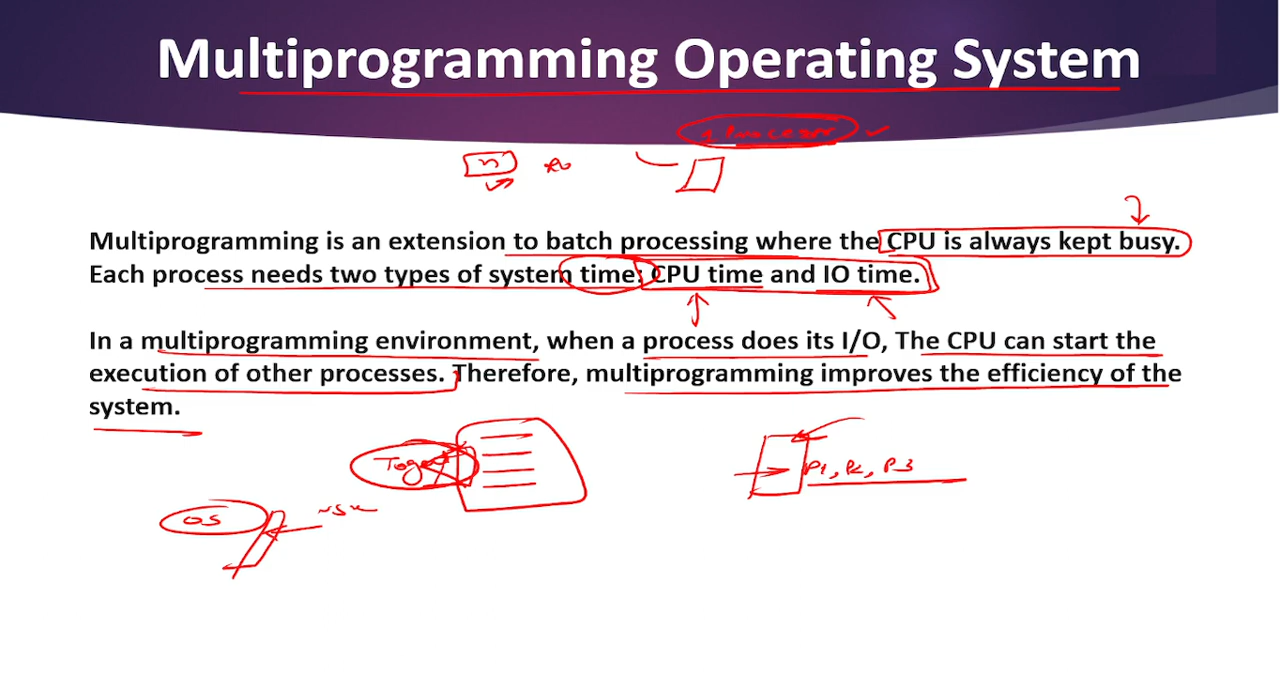 Multiprogramming Operating System
1 Processor
n
Multiprogramming is an extension to batch processing where the CPU is always kept busy.
Each process needs two types of system time: CPU time and IO time.
In a multiprogramming environment, when a process does its I/O, The CPU can start the
execution of other processes. Therefore, multiprogramming improves the efficiency of the
system.
P1, P2, P3
OS